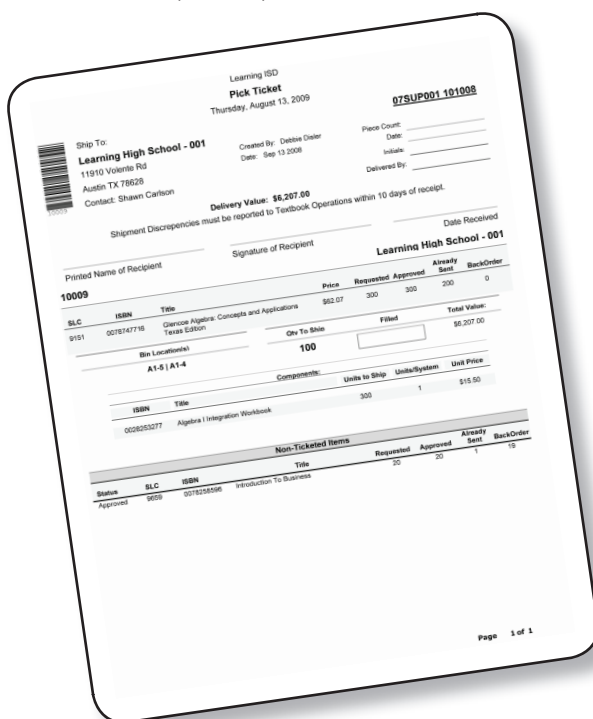 Learning ISD
Pick Ticket
Thursday, August 13, 2009
07SUP001 101008
10009
Ship To:
Learning High School - 001
11910 Volente Rd
Austin TX 78628
Contact: Shawn Carlson
Created By: Debbie Disler
Date: Sep 13 2008
Piece Count:
Date:
Initials:
Delivered By:
Delivery Value: $6,207.00
Shipment Discrepancies must be reported to Textbook Operations within 10 days of receipt.
Printed Name of Recipient Signature of Recipient Date Received
10009 Learning High School - 001
SLC ISBN Title Price Requested Approved Already Sent BackOrder
9151 0078747716 Glencoe Algebra: Concepts and Applications $62.07 300 300 200 0
Texas Edition
Bin Location(s) Qty To Ship Filled Total Value:
A1-5 | A1-4 100 $6,207.00
Components:
ISBN Title Units to Ship Units/System Unit Price
0028253277 Algebra I Integration Workbook 300 1 $15.50
Non-Ticketed Items
Status SLC ISBN Title Requested Approved Already Sent BackOrder
Approved 9659 0078258596 Introduction To Business 20 20 1 19
Page 1 of 1